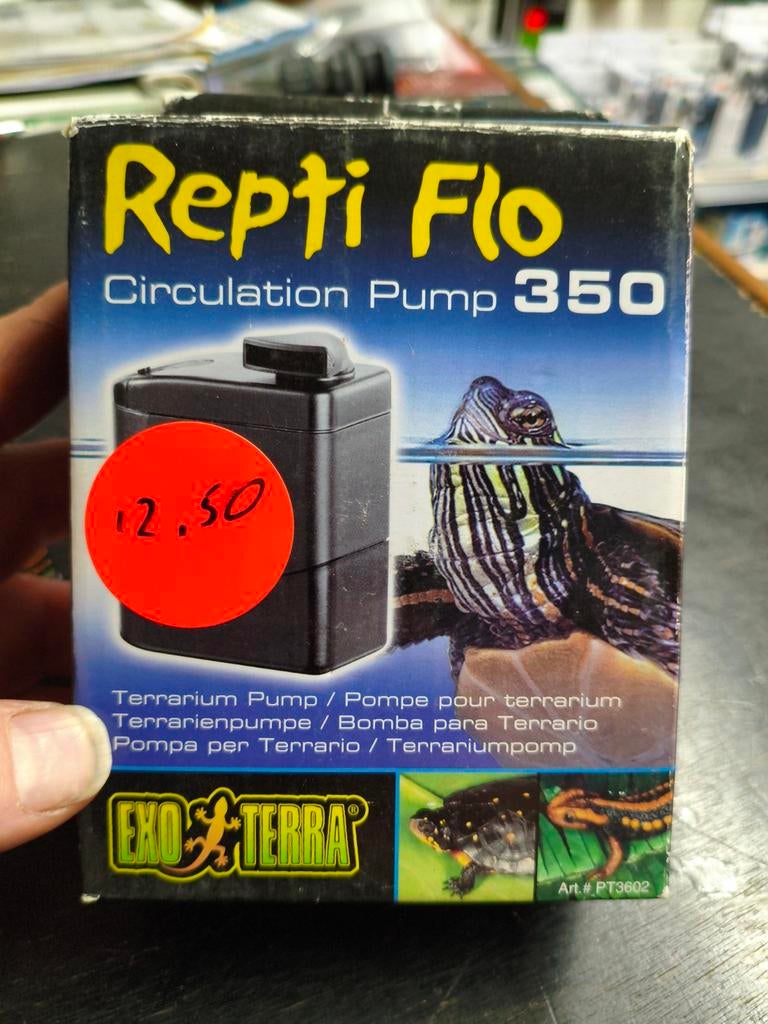 Repti Flo
Circulation Pump 350
12.50
Terrarium Pump / Pompe pour terrarium
Terrarienpumpe / Bomba para Terrario
Pompa per Terrario / Terrariumpomp
EXO TERRA®
Art.# PT3602